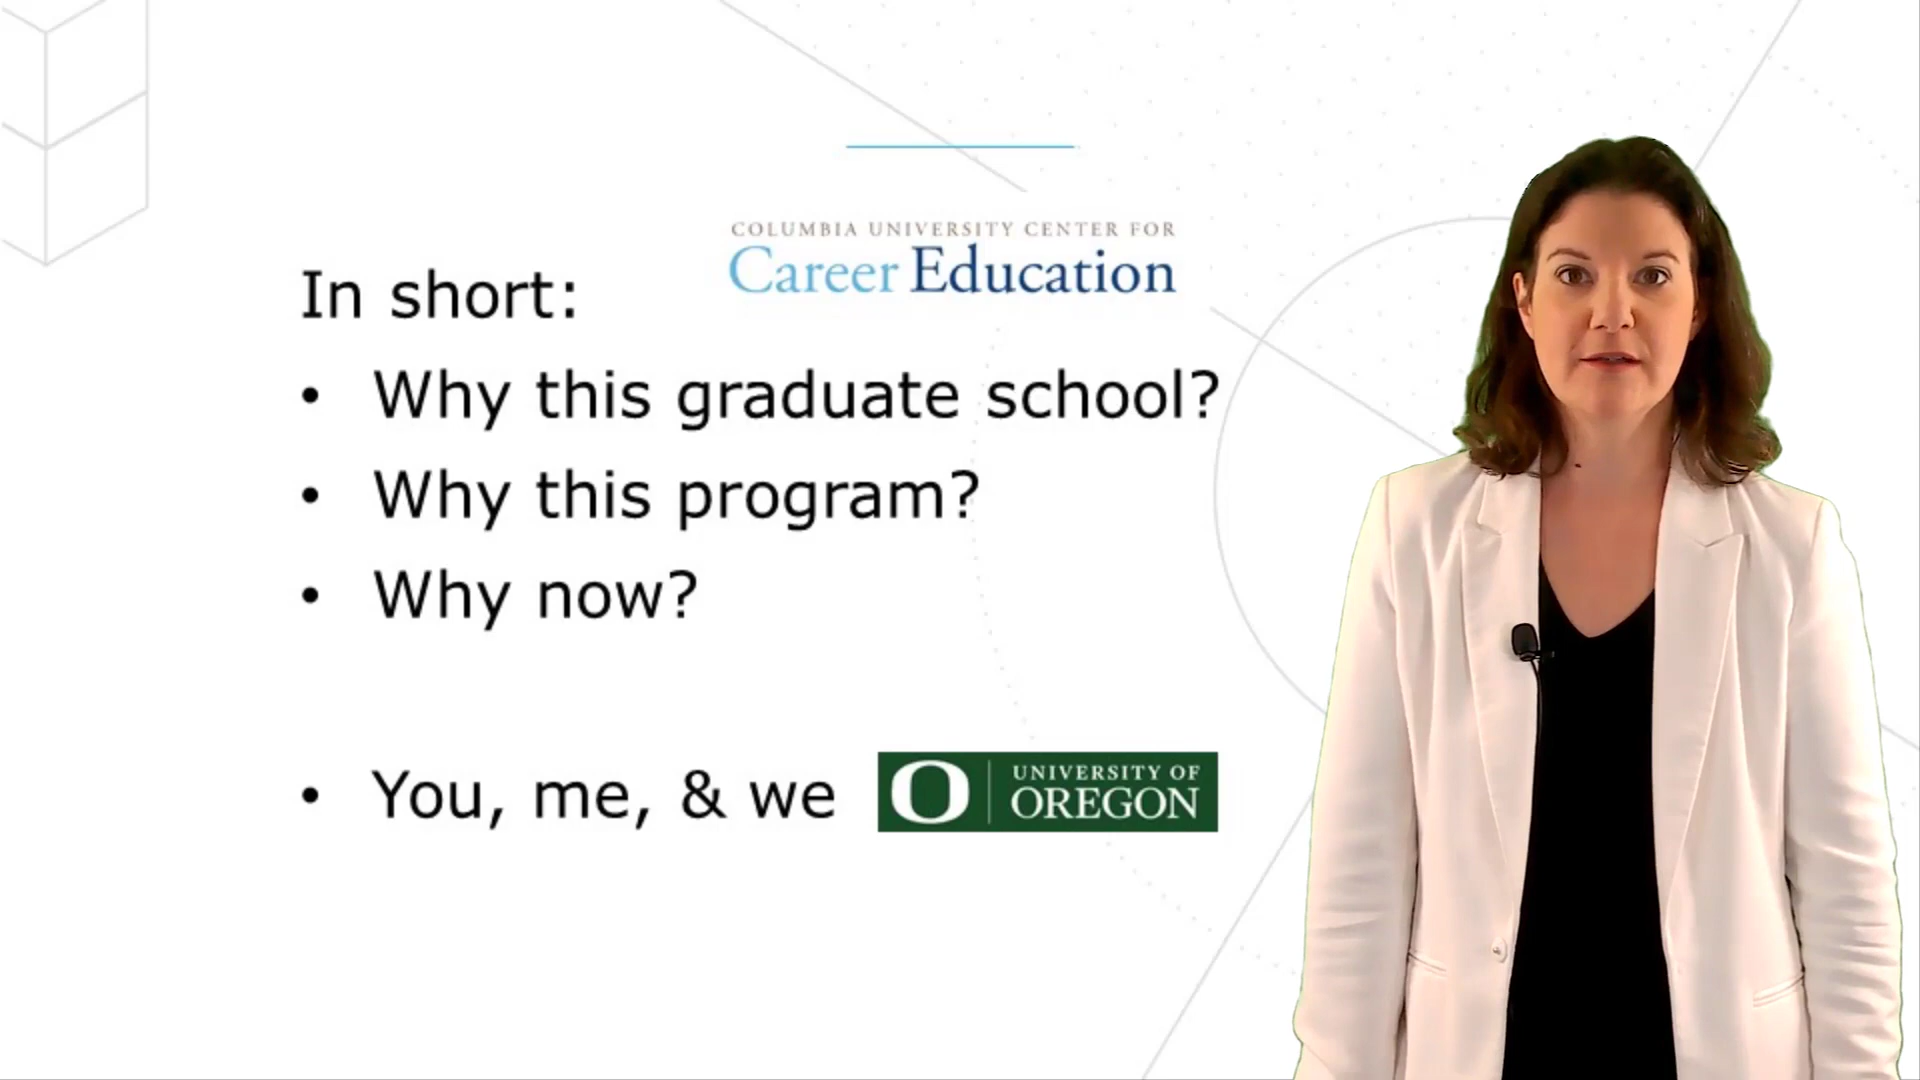 COLUMBIA UNIVERSITY CENTER FOR
Career Education
In short:
• Why this graduate school?
• Why this program?
• Why now?
• You, me, & we
O UNIVERSITY OF
OREGON